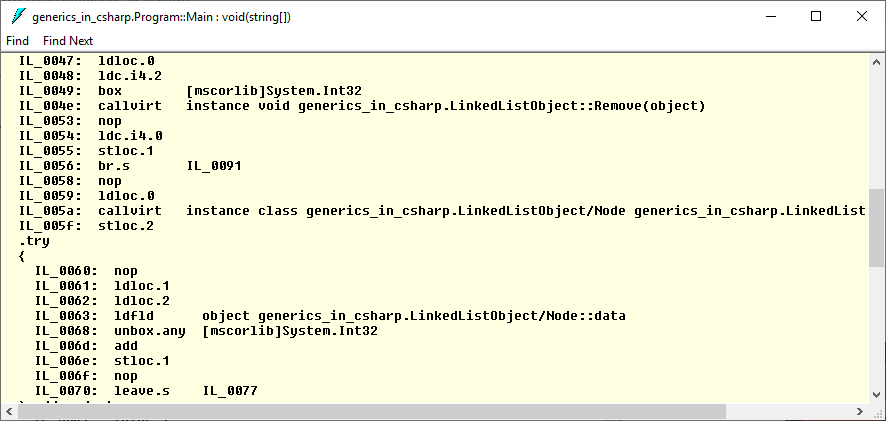 generics_in_csharp.Program::Main : void(string[])
Find Find Next
IL_0047: ldloc.0
IL_0048: ldc.i4.2
IL_0049: box [mscorlib]System.Int32
IL_004e: callvirt instance void generics_in_csharp.LinkedListObject::Remove(object)
IL_0053: nop
IL_0054: ldc.i4.0
IL_0055: stloc.1
IL_0056: br.s IL_0091
IL_0058: nop
IL_0059: ldloc.0
IL_005a: callvirt instance class generics_in_csharp.LinkedListObject/Node generics_in_csharp.LinkedList
IL_005f: stloc.2
.try
{
IL_0060: nop
IL_0061: ldloc.1
IL_0062: ldloc.2
IL_0063: ldfld object generics_in_csharp.LinkedListObject/Node::data
IL_0068: unbox.any [mscorlib]System.Int32
IL_006d: add
IL_006e: stloc.1
IL_006f: nop
IL_0070: leave.s IL_0077